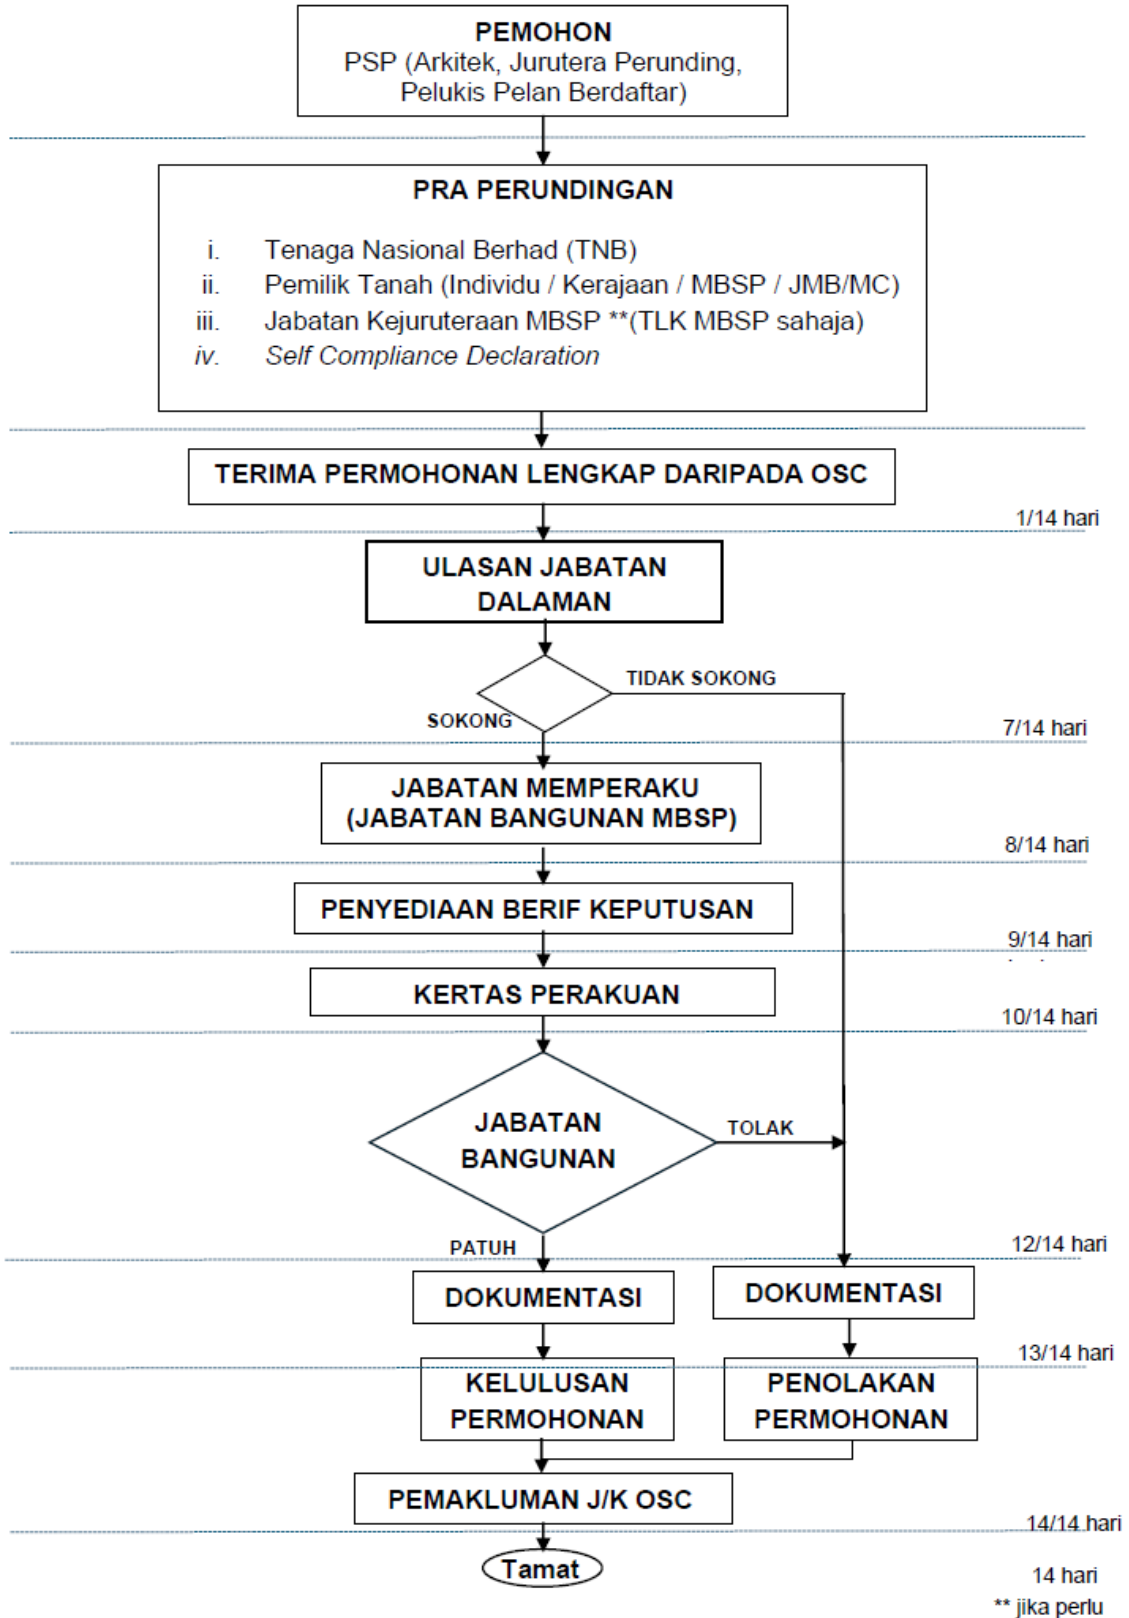 PEMOHON
PSP (Arkitek, Jurutera Perunding,
Pelukis Pelan Berdaftar)
PRA PERUNDINGAN
i. Tenaga Nasional Berhad (TNB)
ii. Pemilik Tanah (Individu / Kerajaan / MBSP / JMB/MC)
iii. Jabatan Kejuruteraan MBSP **(TLK MBSP sahaja)
iv. Self Compliance Declaration
TERIMA PERMOHONAN LENGKAP DARIPADA OSC
1/14 hari
ULASAN JABATAN
DALAMAN
TIDAK SOKONG
SOKONG
7/14 hari
JABATAN MEMPERAKU
(JABATAN BANGUNAN MBSP)
8/14 hari
PENYEDIAAN BERIF KEPUTUSAN
9/14 hari
KERTAS PERAKUAN
10/14 hari
JABATAN
BANGUNAN
TOLAK
PATUH
12/14 hari
DOKUMENTASI
DOKUMENTASI
13/14 hari
KELULUSAN
PERMOHONAN
PENOLAKAN
PERMOHONAN
PEMAKLUMAN J/K OSC
14/14 hari
Tamat
14 hari
** jika perlu